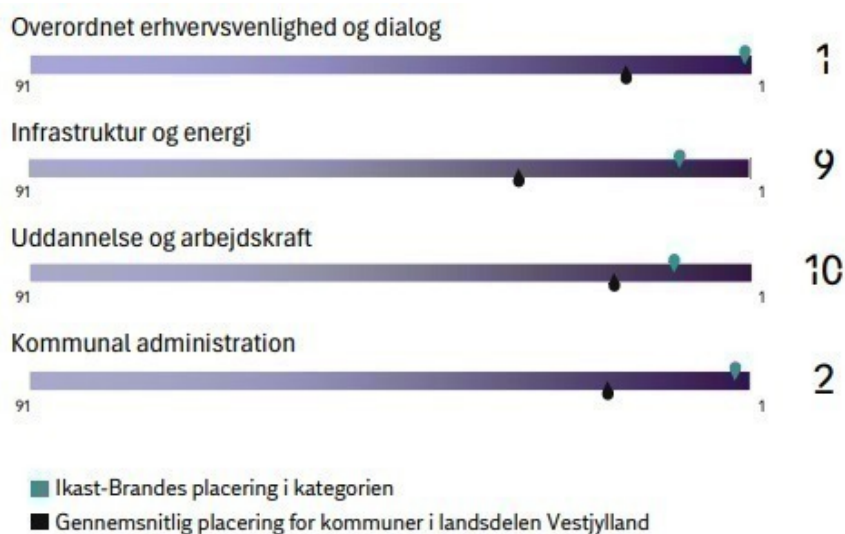 Overordnet erhvervsvenlighed og dialog
1
91 1
Infrastruktur og energi
9
91 1
Uddannelse og arbejdskraft
10
91 1
Kommunal administration
2
91 1
Ikast-Brandes placering i kategorien
Gennemsnitlig placering for kommuner i landsdelen Vestjylland